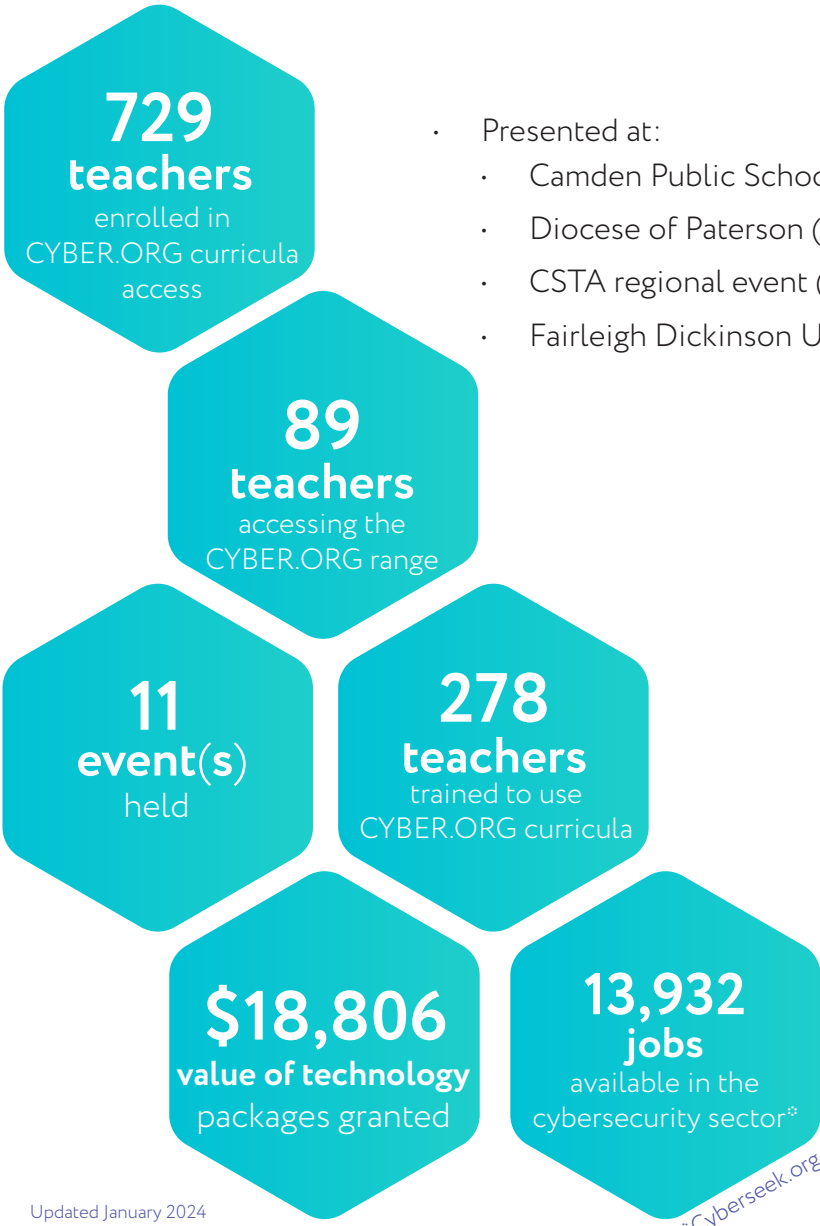 729
teachers
enrolled in
CYBER.ORG curricula
access
• Presented at:
• Camden Public Schoo
• Diocese of Paterson (
• CSTA regional event (
• Fairleigh Dickinson U
89
teachers
accessing the
CYBER.ORG range
11
event(s)
held
278
teachers
trained to use
CYBER.ORG curricula
$18,806
value of technology
packages granted
13,932
jobs
available in the
cybersecurity sector*
*Cyberseek.org
Updated January 2024